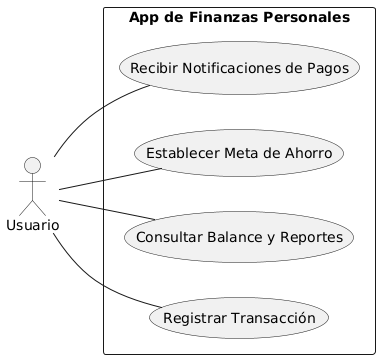 App de Finanzas Personales
Recibir Notificaciones de Pagos
Establecer Meta de Ahorro
Usuario
Consultar Balance y Reportes
Registrar Transacción